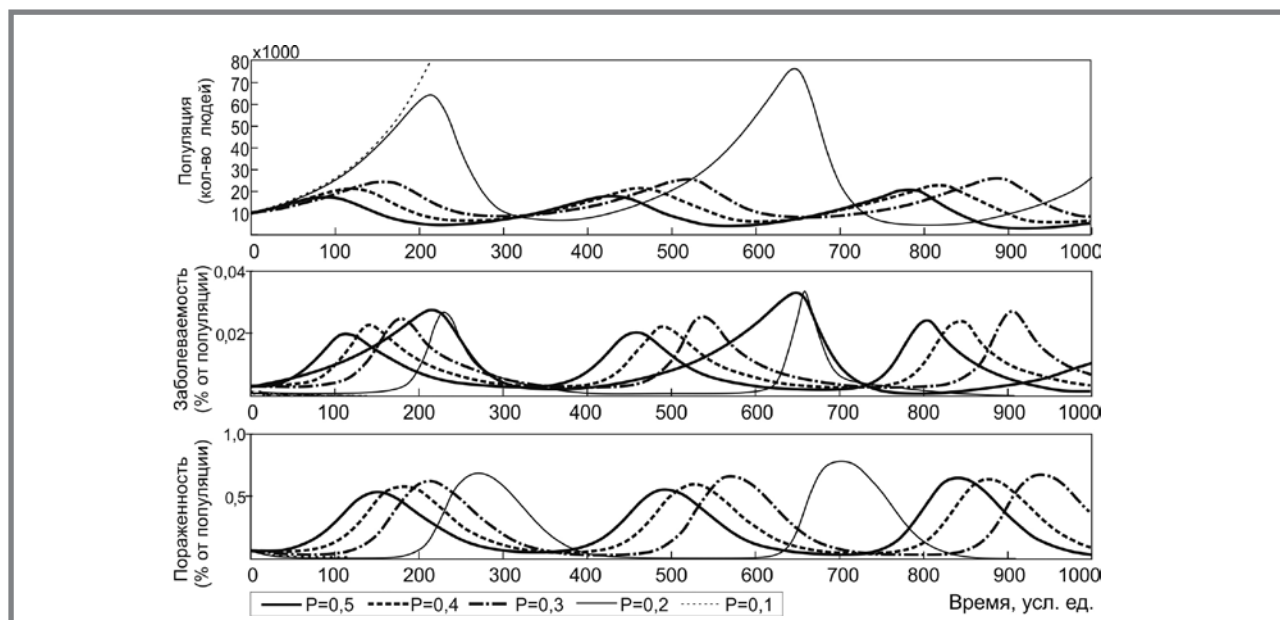 x1000
80
70
60
50
40
30
20
10
Популяция
(кол-во людей)
0 100 200 300 400 500 600 700 800 900 1000
0,04
0,02
Заболеваемость
(% от популяции)
0 100 200 300 400 500 600 700 800 900 1000
1,0
0,5
Пораженность
(% от популяции)
0 100 200 300 400 500 600 700 800 900 1000
P=0,5 P=0,4 P=0,3 P=0,2 P=0,1
Время, усл. ед.